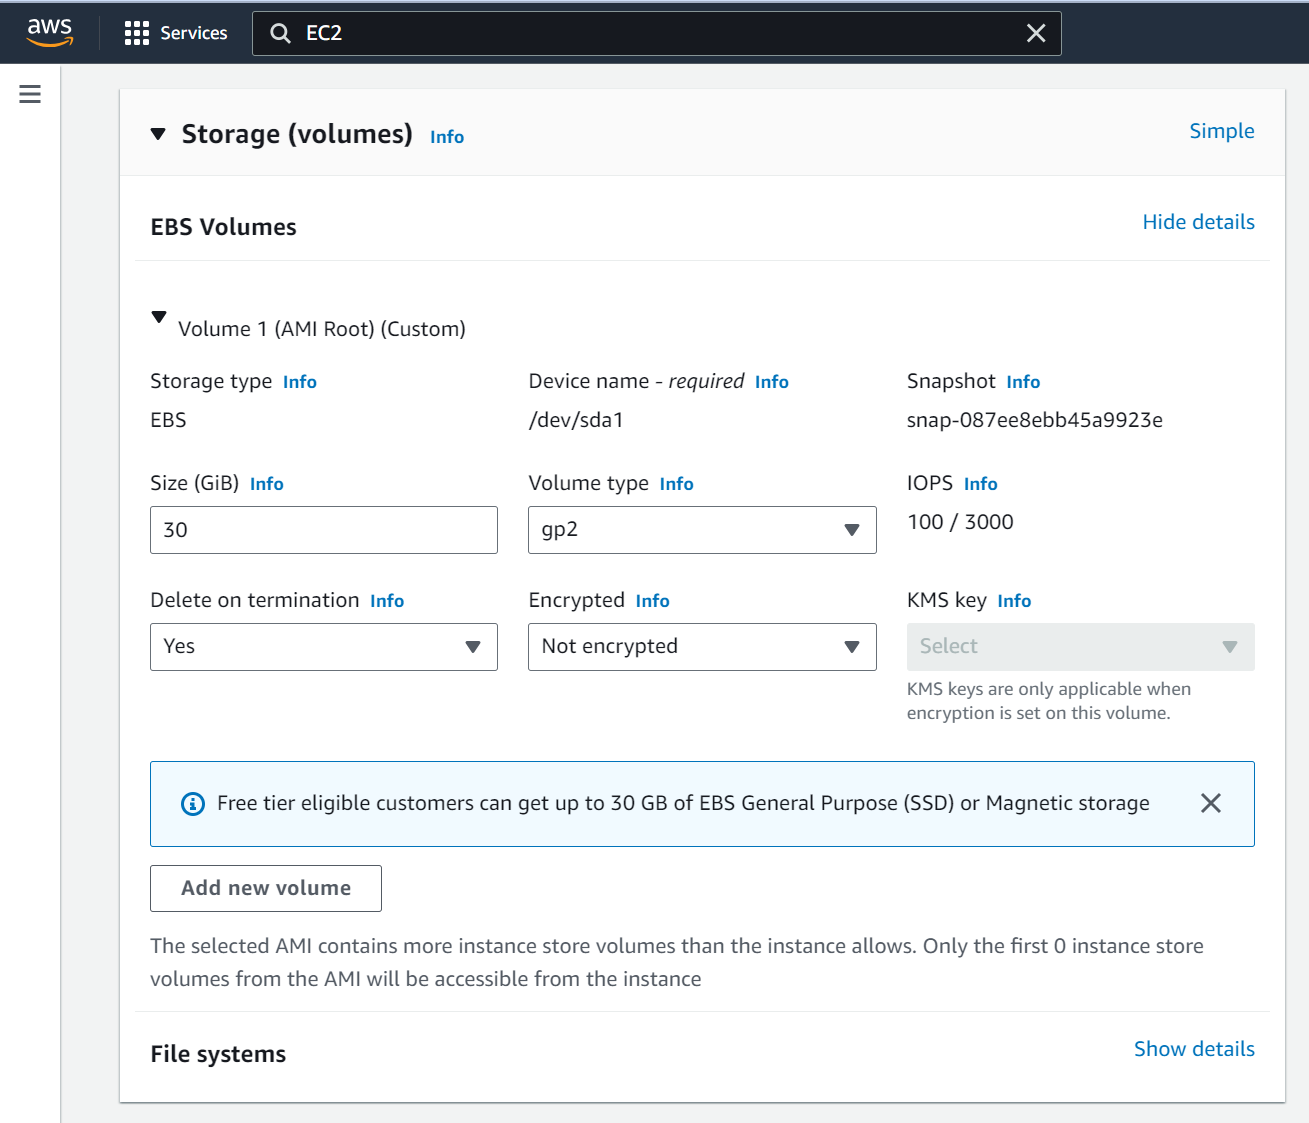 aws Services EC2
Storage (volumes) Info Simple
EBS Volumes Hide details
Volume 1 (AMI Root) (Custom)
Storage type Info Device name - required Info Snapshot Info
EBS /dev/sda1 snap-087ee8ebb45a9923e
Size (GiB) Info Volume type Info IOPS Info
30 gp2 100 / 3000
Delete on termination Info Encrypted Info KMS key Info
Yes Not encrypted Select
KMS keys are only applicable when
encryption is set on this volume.
Free tier eligible customers can get up to 30 GB of EBS General Purpose (SSD) or Magnetic storage
Add new volume
The selected AMI contains more instance store volumes than the instance allows. Only the first 0 instance store
volumes from the AMI will be accessible from the instance
File systems Show details